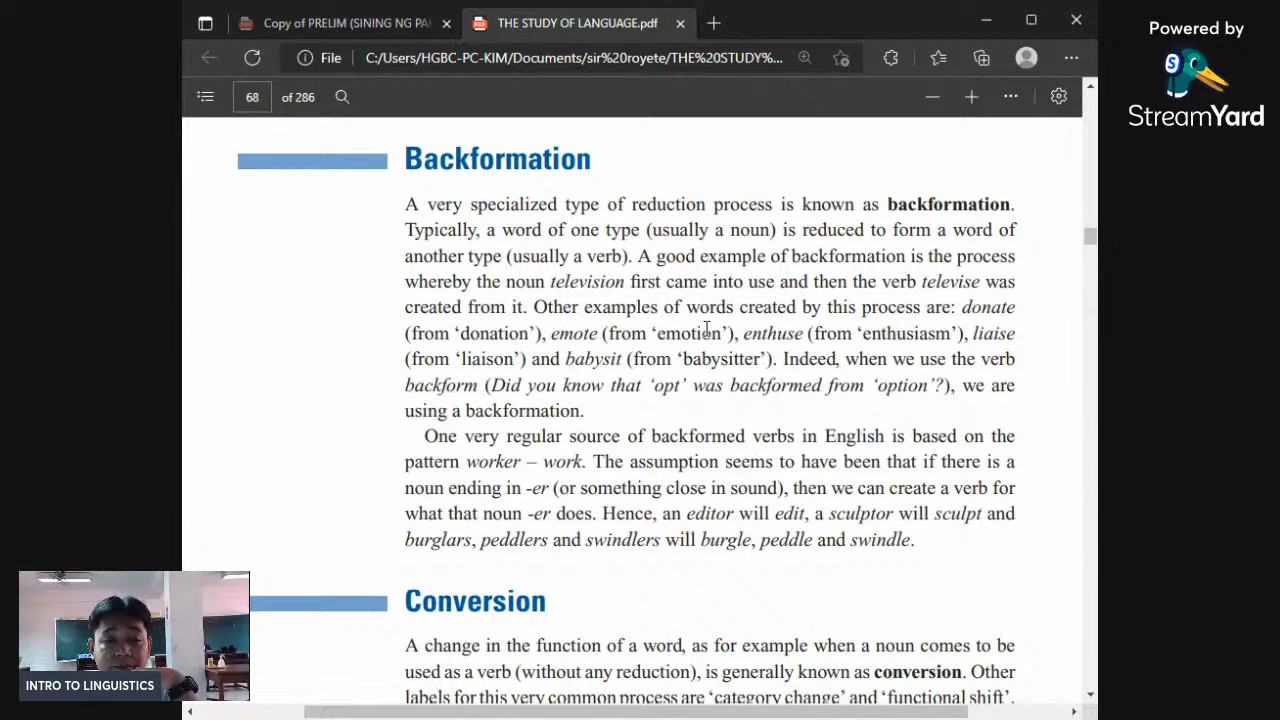 Copy of PRELIM (SINING NG PA
THE STUDY OF LANGUAGE.pdf
Powered by
StreamYard
File
C:/Users/HGBC-PC-KIM/Documents/sir%20royete/THE%20STUDY%...
68 of 286
Backformation
A very specialized type of reduction process is known as backformation.
Typically, a word of one type (usually a noun) is reduced to form a word of
another type (usually a verb). A good example of backformation is the process
whereby the noun television first came into use and then the verb televise was
created from it. Other examples of words created by this process are: donate
(from ‘donation’), emote (from ‘emotion’), enthuse (from ‘enthusiasm’), liaise
(from ‘liaison’) and babysit (from ‘babysitter’). Indeed, when we use the verb
backform (Did you know that ‘opt’ was backformed from ‘option’?), we are
using a backformation.
One very regular source of backformed verbs in English is based on the
pattern worker – work. The assumption seems to have been that if there is a
noun ending in -er (or something close in sound), then we can create a verb for
what that noun -er does. Hence, an editor will edit, a sculptor will sculpt and
burglars, peddlers and swindlers will burgle, peddle and swindle.
Conversion
A change in the function of a word, as for example when a noun comes to be
used as a verb (without any reduction), is generally known as conversion. Other
labels for this very common process are ‘category change’ and ‘functional shift’.
INTRO TO LINGUISTICS